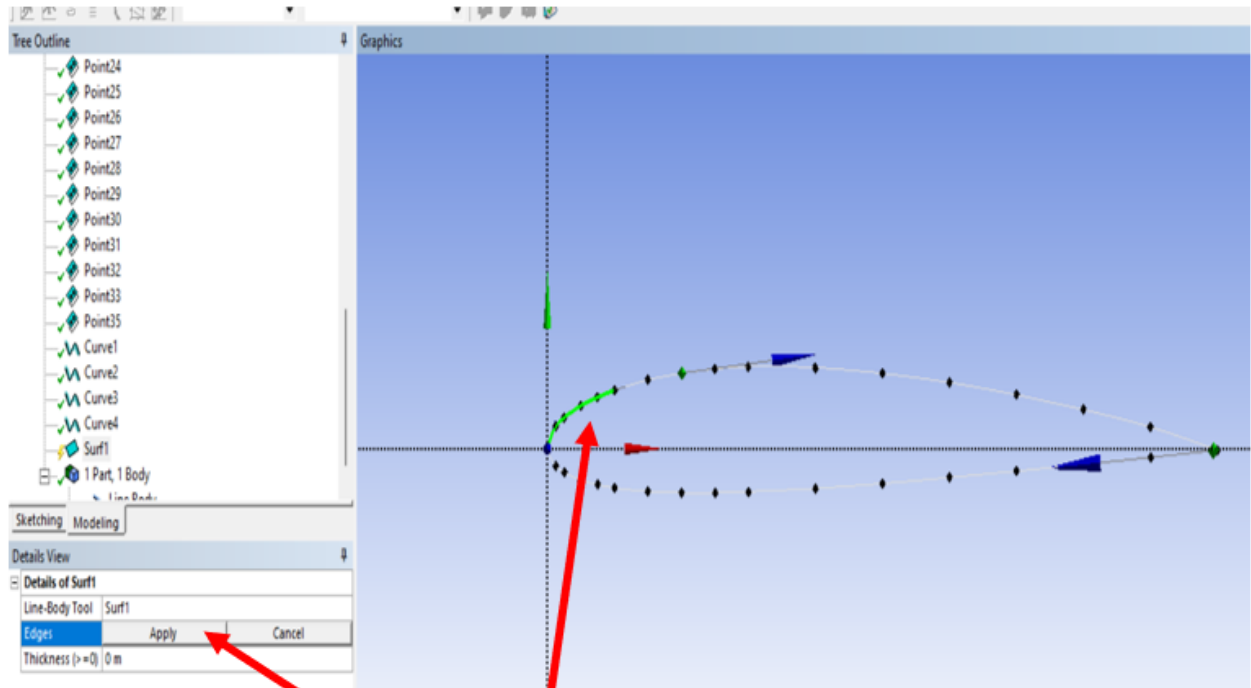 Tree Outline
Graphics
Point24
Point25
Point26
Point27
Point28
Point29
Point30
Point31
Point32
Point33
Point35
Curve1
Curve2
Curve3
Curve4
Surf1
1 Part, 1 Body
Line Body
Sketching Modeling
Details View
Details of Surf1
Line-Body Tool Surf1
Edges Apply Cancel
Thickness (>=0) 0 m